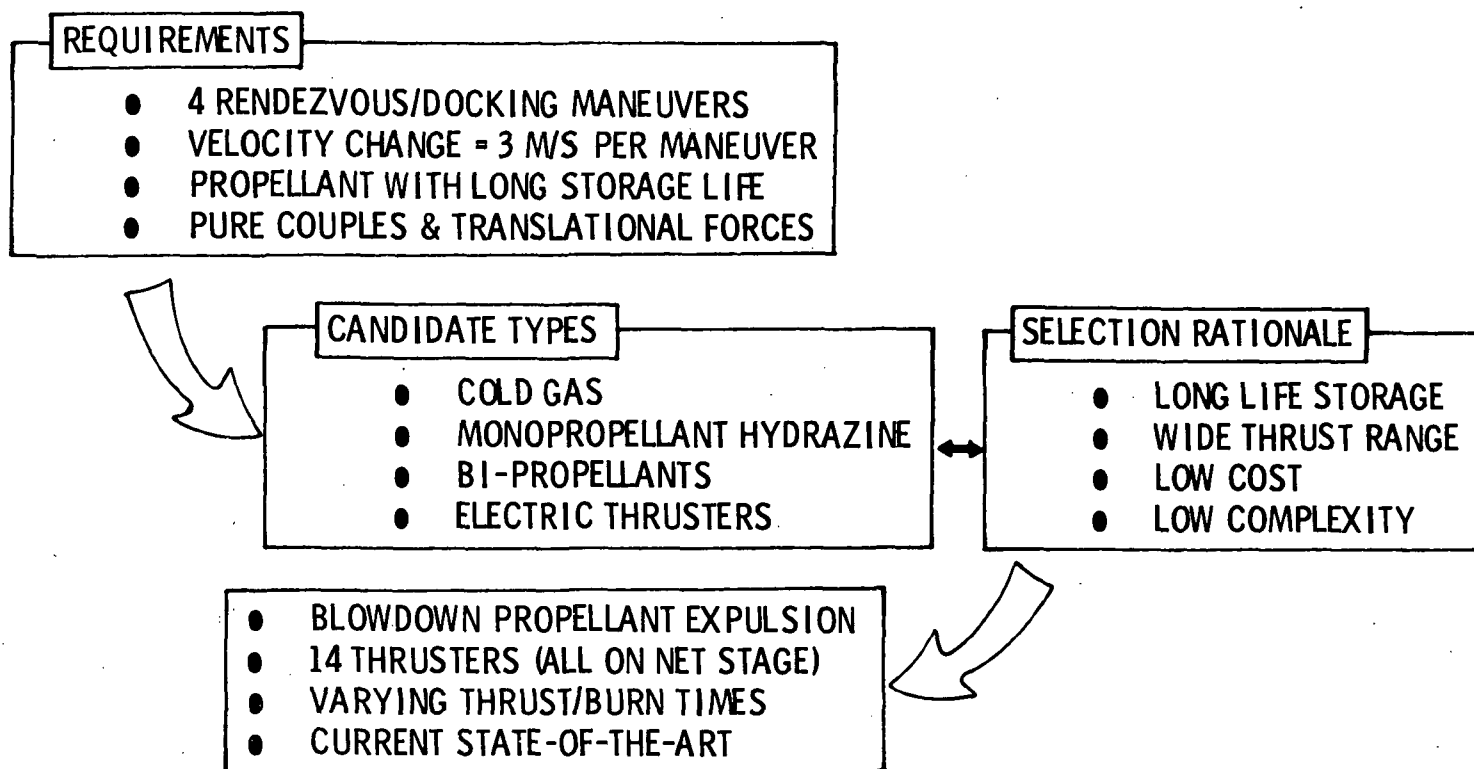 REQUIREMENTS
● 4 RENDEZVOUS/DOCKING MANEUVERS
● VELOCITY CHANGE = 3 M/S PER MANEUVER
● PROPELLANT WITH LONG STORAGE LIFE
● PURE COUPLES & TRANSLATIONAL FORCES
CANDIDATE TYPES
● COLD GAS
● MONOPROPELLANT HYDRAZINE
● BI-PROPELLANTS
● ELECTRIC THRUSTERS
SELECTION RATIONALE
● LONG LIFE STORAGE
● WIDE THRUST RANGE
● LOW COST
● LOW COMPLEXITY
● BLOWDOWN PROPELLANT EXPULSION
● 14 THRUSTERS (ALL ON NET STAGE)
● VARYING THRUST/BURN TIMES
● CURRENT STATE-OF-THE-ART